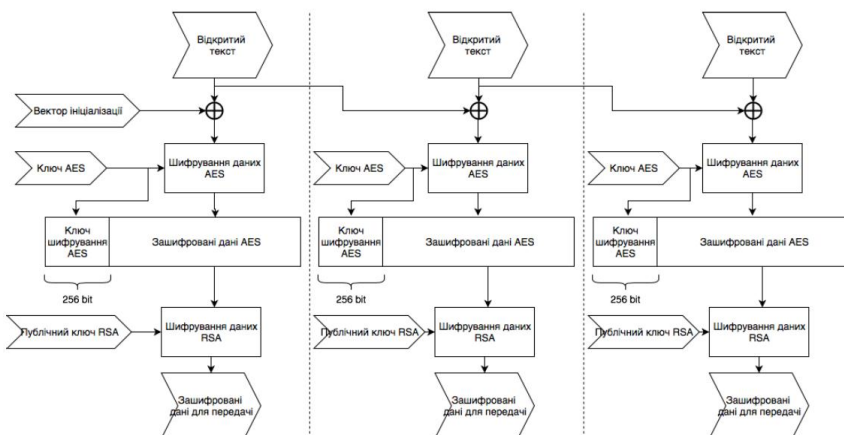 Відкритий
текст
Відкритий
текст
Відкритий
текст
Вектор ініціалізації
Ключ AES
Шифрування даних
AES
Ключ AES
Шифрування даних
AES
Ключ AES
Шифрування даних
AES
Ключ
шифрування
AES
Зашифровані дані AES
Ключ
шифрування
AES
Зашифровані дані AES
Ключ
шифрування
AES
Зашифровані дані AES
256 bit
256 bit
256 bit
Публічний ключ RSA
Шифрування даних
RSA
Публічний ключ RSA
Шифрування даних
RSA
Публічний ключ RSA
Шифрування даних
RSA
Зашифровані
дані для передачі
Зашифровані
дані для передачі
Зашифровані
дані для передачі